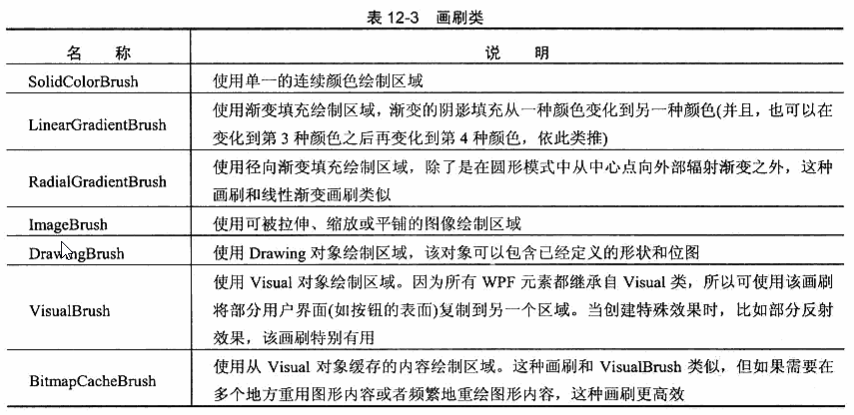 表 12-3 画刷类
名 称 说 明
SolidColorBrush 使用单一的连续颜色绘制区域
LinearGradientBrush 使用渐变填充绘制区域，渐变的阴影填充从一种颜色变化到另一种颜色(并且，也可以在
变化到第 3 种颜色之后再变化到第 4 种颜色，依此类推)
RadialGradientBrush 使用径向渐变填充绘制区域，除了是在圆形模式中从中心点向外部辐射渐变之外，这种
画刷和线性渐变画刷类似
ImageBrush 使用可被拉伸、缩放或平铺的图像绘制区域
DrawingBrush 使用 Drawing 对象绘制区域，该对象可以包含已经定义的形状和位图
VisualBrush 使用 Visual 对象绘制区域。因为所有 WPF 元素都继承自 Visual 类，所以可使用该画刷
将部分用户界面(如按钮的表面)复制到另一个区域。当创建特殊效果时，比如部分反射
效果，该画刷特别有用
BitmapCacheBrush 使用从 Visual 对象缓存的内容绘制区域。这种画刷和 VisualBrush 类似，但如果需要在
多个地方重用图形内容或者频繁地重绘图形内容，这种画刷更高效